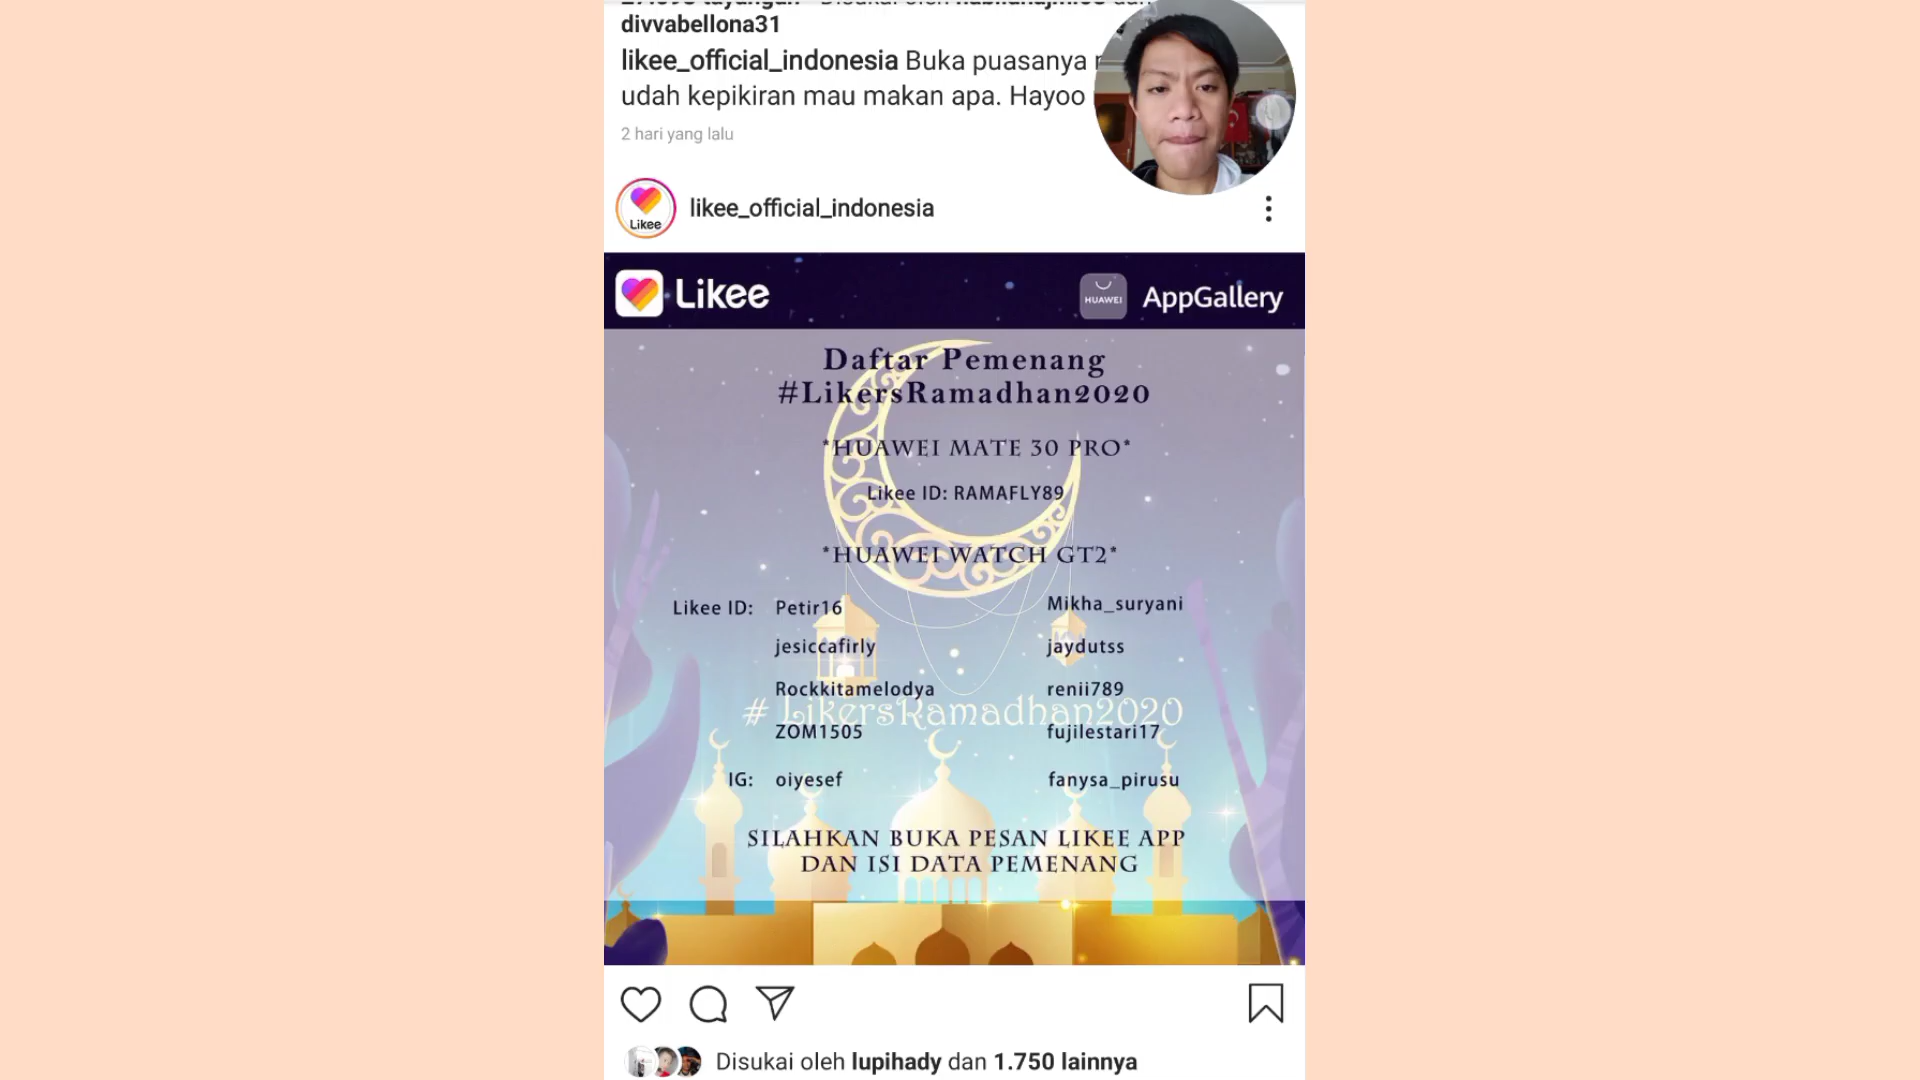 divvabellona31
likee_official_indonesia Buka puasanya
udah kepikiran mau makan apa. Hayoo
2 hari yang lalu
Likee
likee_official_indonesia
Likee
HUAWEI
AppGallery
Daftar Pemenang
#LikersRamadhan2020
*HUAWEI MATE 30 PRO*
Likee ID: RAMAFLY89
*HUAWEI WATCH GT2*
Likee ID: Petir16 Mikha_suryani
jesiccafirly jaydutss
Rockkitamelodya renii789
# LikersRamadhan2020
ZOM1505 fujilestari17
IG: oiyesef fanysa_pirusu
SILAHKAN BUKA PESAN LIKEE APP
DAN ISI DATA PEMENANG
Disukai oleh lupihady dan 1.750 lainnya